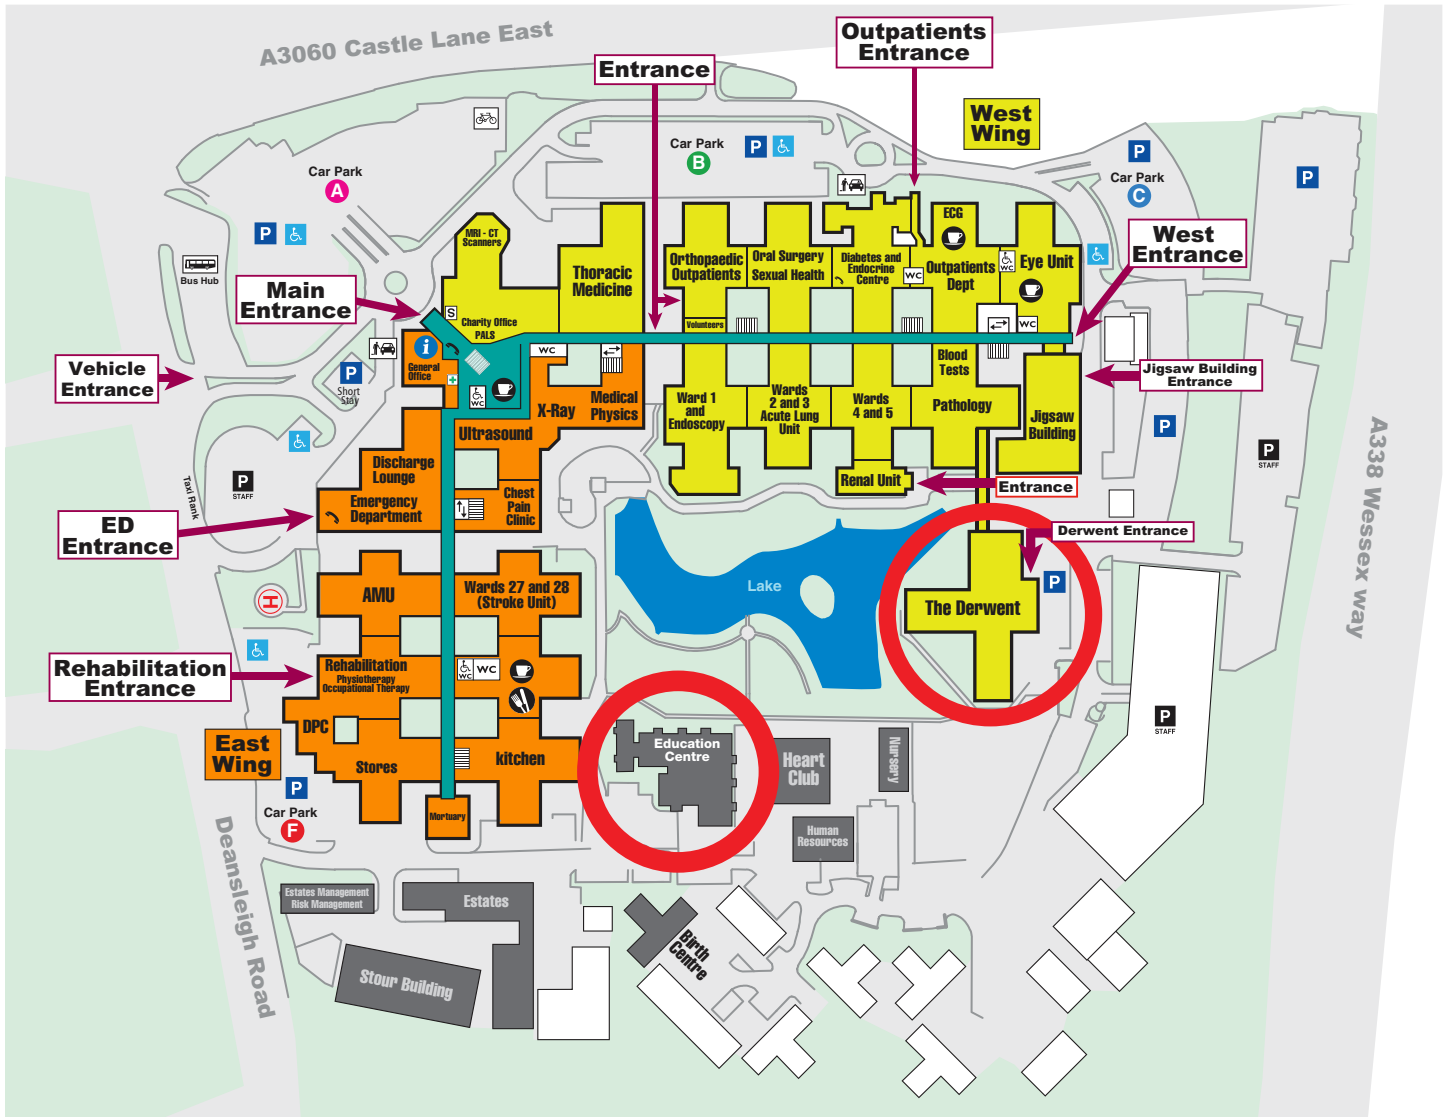 A3060 Castle Lane East
Outpatients
Entrance
Entrance
West
Wing
Car Park
B
P
Car Park
A
P
P
Car Park
C
P
Bus Hub
MRI - CT
Scanners
Thoracic
Medicine
Orthopaedic
Outpatients
Oral Surgery
Sexual Health
Diabetes and
Endocrine
Centre
ECG
Outpatients
Dept
WC
WC
Eye Unit
West
Entrance
Main
Entrance
S
Charity Office
PALS
Volunteers
WC
WC
i
General
Office
WC
Vehicle
Entrance
P
Short
Stay
X-Ray
Medical
Physics
Ultrasound
Ward 1
and
Endoscopy
Wards
2 and 3
Acute Lung
Unit
Wards
4 and 5
Blood
Tests
Pathology
Jigsaw
Building
Jigsaw Building
Entrance
P
A338 Wessex way
P
STAFF
P
STAFF
Taxi Rank
Discharge
Lounge
Emergency
Department
Chest
Pain
Clinic
Renal Unit
Entrance
ED
Entrance
Derwent Entrance
P
The Derwent
Lake
H
AMU
Wards 27 and 28
(Stroke Unit)
Rehabilitation
Entrance
Rehabilitation
Physiotherapy
Occupational Therapy
WC
WC
DPC
Stores
kitchen
Mortuary
East
Wing
P
Car Park
F
Education
Centre
Heart
Club
Nursery
Human
Resources
P
STAFF
Deansleigh Road
Estates Management
Risk Management
Estates
Stour Building
Birth
Centre